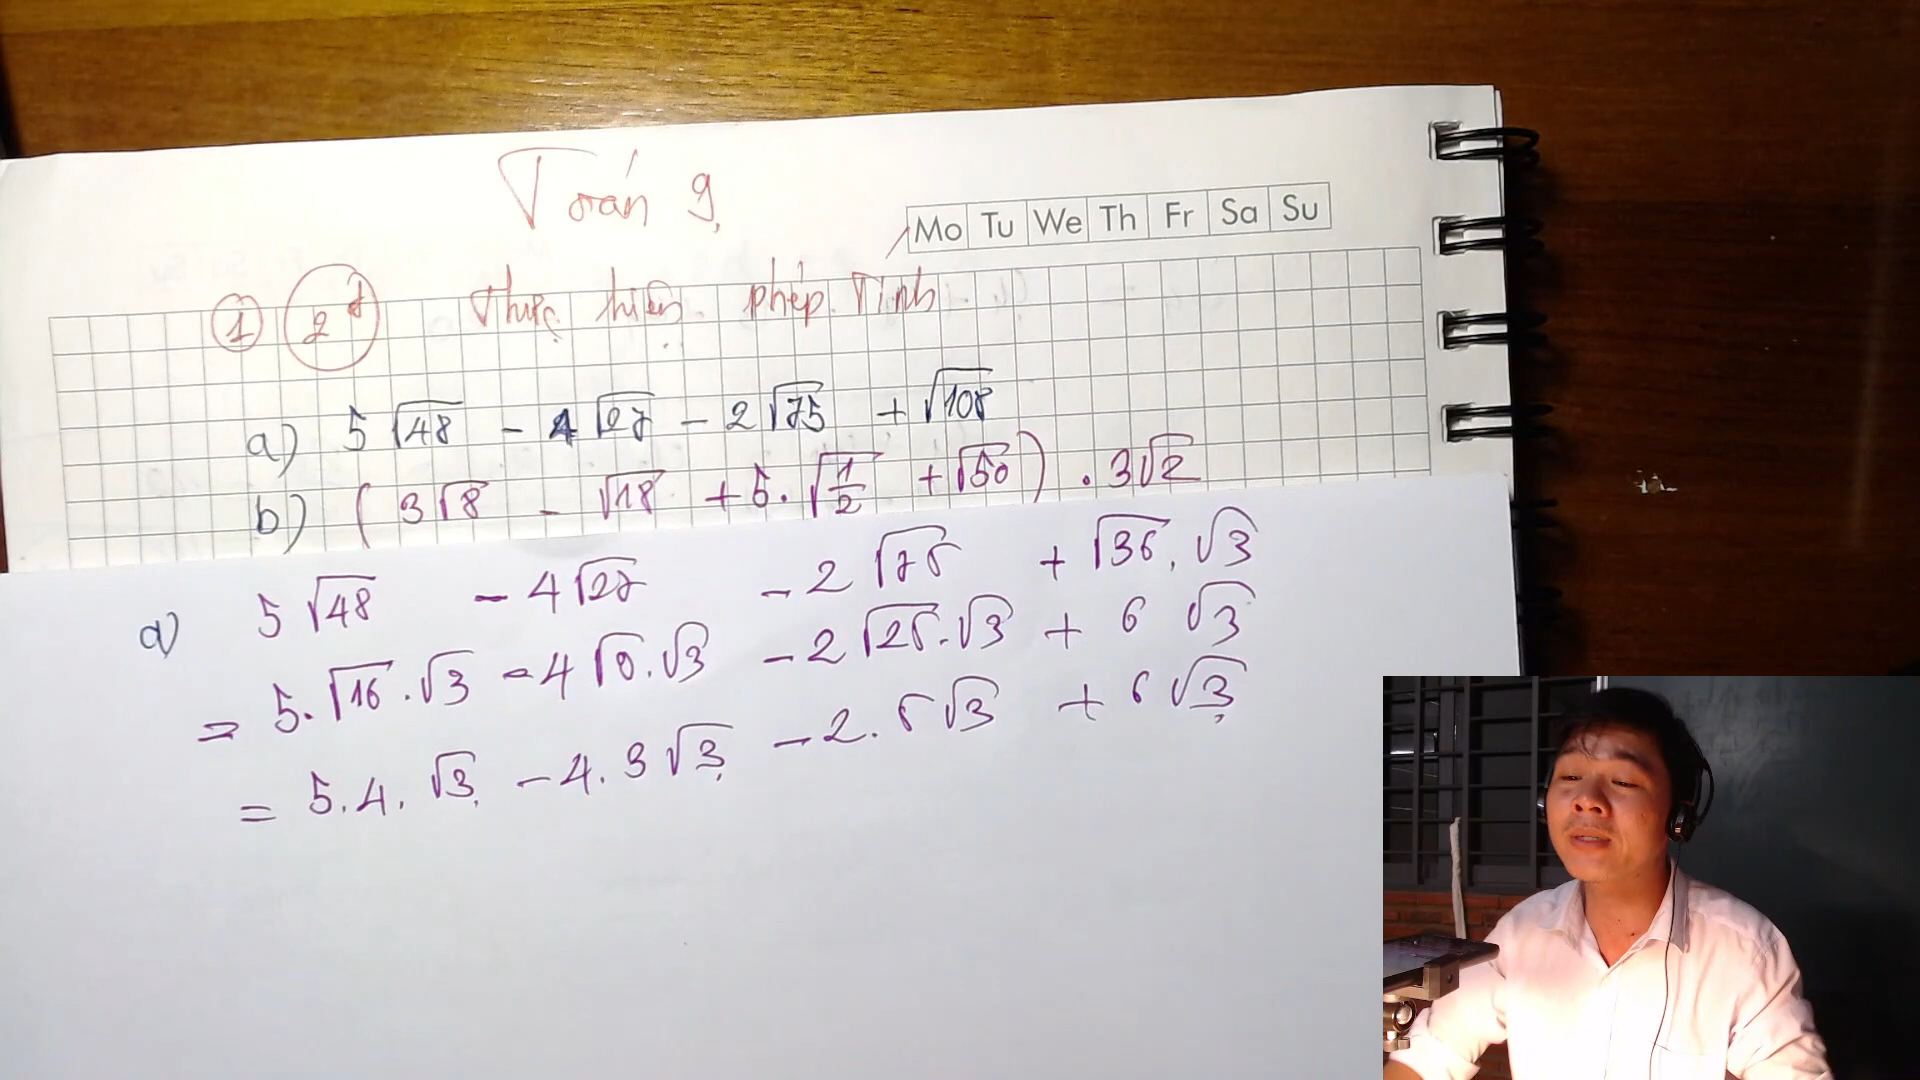 Toán 9
Mo Tu We Th Fr Sa Su
① 2đ Thực hiện phép tính
a) 5√48 - 4√27 - 2√75 + √108
b) (3√8 - √18 + 5.√(1/2) + √50) . 3√2
a) 5√48 - 4√27 - 2√75 + √36.√3
= 5.√16.√3 - 4√9.√3 - 2√25.√3 + 6√3
= 5.4.√3 - 4.3√3 - 2.5√3 + 6√3